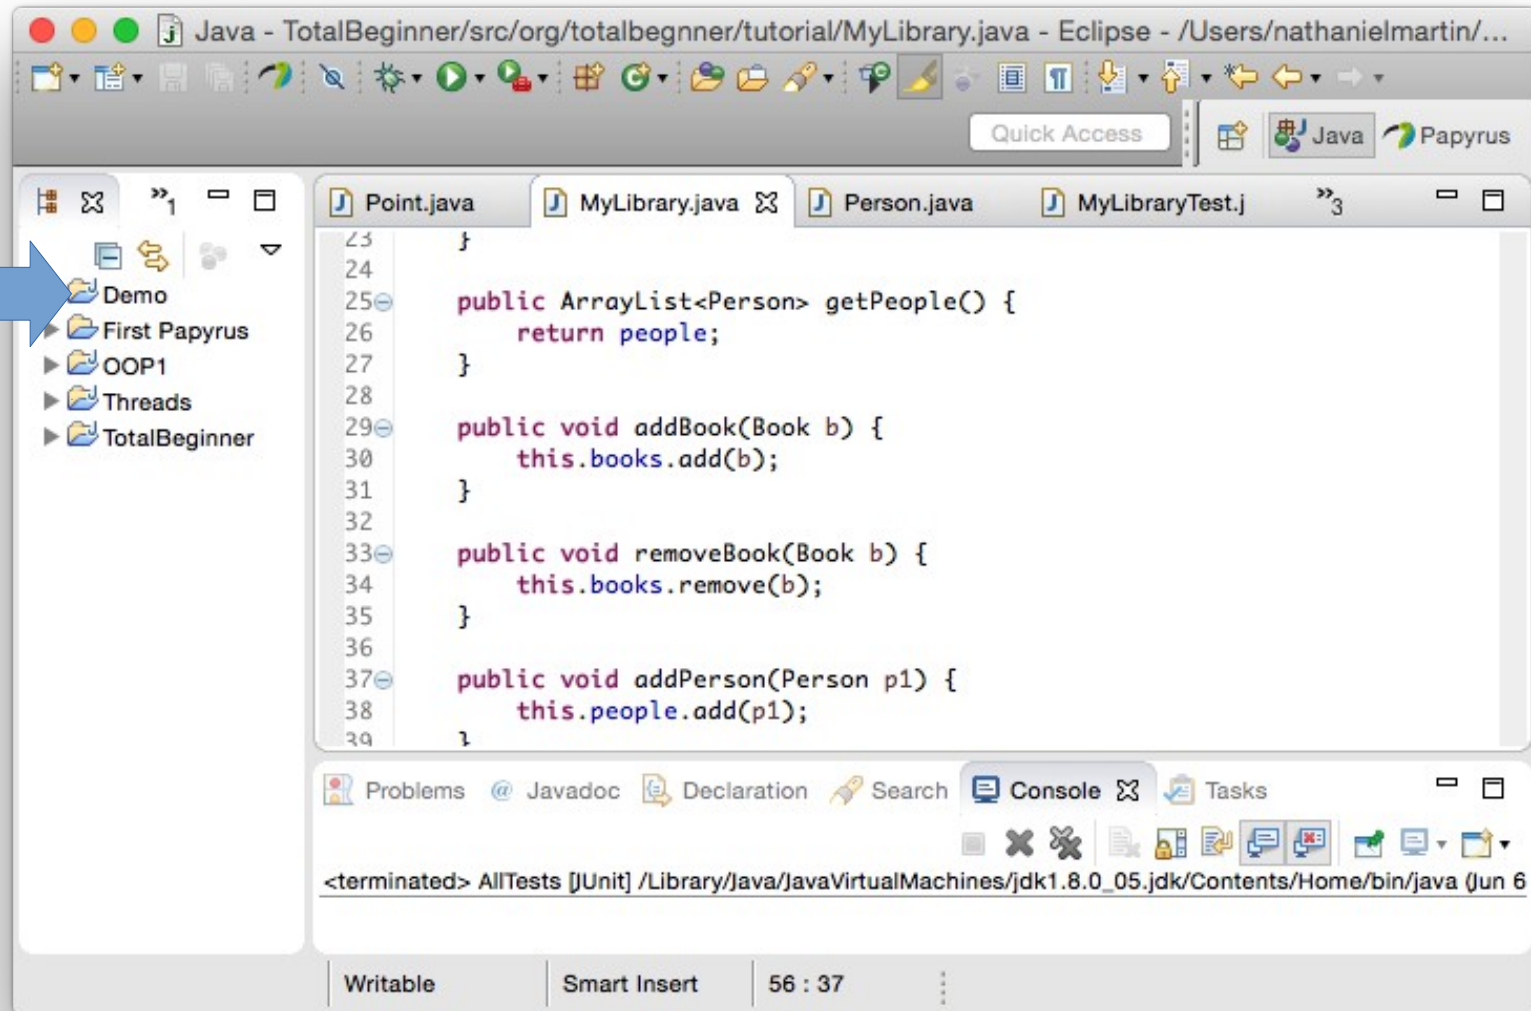 Java - TotalBeginner/src/org/totalbegnner/tutorial/MyLibrary.java - Eclipse - /Users/nathanielmartin/...
Quick Access
Java
Papyrus
Demo
First Papyrus
OOP1
Threads
TotalBeginner
Point.java MyLibrary.java Person.java MyLibraryTest.j »3
»1
23 }
24
25 public ArrayList<Person> getPeople() {
26 return people;
27 }
28
29 public void addBook(Book b) {
30 this.books.add(b);
31 }
32
33 public void removeBook(Book b) {
34 this.books.remove(b);
35 }
36
37 public void addPerson(Person p1) {
38 this.people.add(p1);
39 }
Problems @ Javadoc Declaration Search Console Tasks
<terminated> AllTests [JUnit] /Library/Java/JavaVirtualMachines/jdk1.8.0_05.jdk/Contents/Home/bin/java (Jun 6
Writable Smart Insert 56 : 37